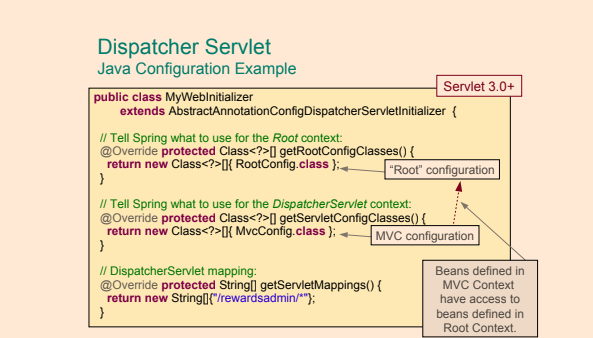 Dispatcher Servlet
Java Configuration Example
Servlet 3.0+
public class MyWebInitializer
extends AbstractAnnotationConfigDispatcherServletInitializer {
// Tell Spring what to use for the Root context:
@Override protected Class<?>[] getRootConfigClasses() {
return new Class<?>[]{ RootConfig.class };
“Root” configuration
}
// Tell Spring what to use for the DispatcherServlet context:
@Override protected Class<?>[] getServletConfigClasses() {
return new Class<?>[]{ MvcConfig.class };
MVC configuration
}
// DispatcherServlet mapping:
@Override protected String[] getServletMappings() {
return new String[]{"/rewardsadmin/*"};
}
Beans defined in
MVC Context
have access to
beans defined in
Root Context.